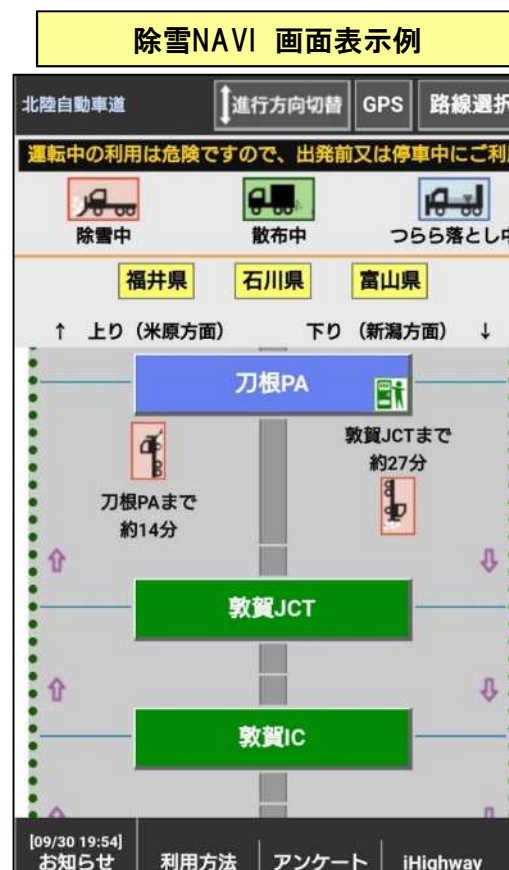 除雪NAVI 画面表示例
北陸自動車道 進行方向切替 GPS 路線選択
運転中の利用は危険ですので、出発前又は停車中にご利
除雪中 散布中 つらら落とし中
福井県 石川県 富山県
↑ 上り（米原方面） 下り（新潟方面） ↓
刀根PA
敦賀JCTまで
約27分
刀根PAまで
約14分
敦賀JCT
敦賀IC
[09/30 19:54]
お知らせ 利用方法 アンケート iHighway